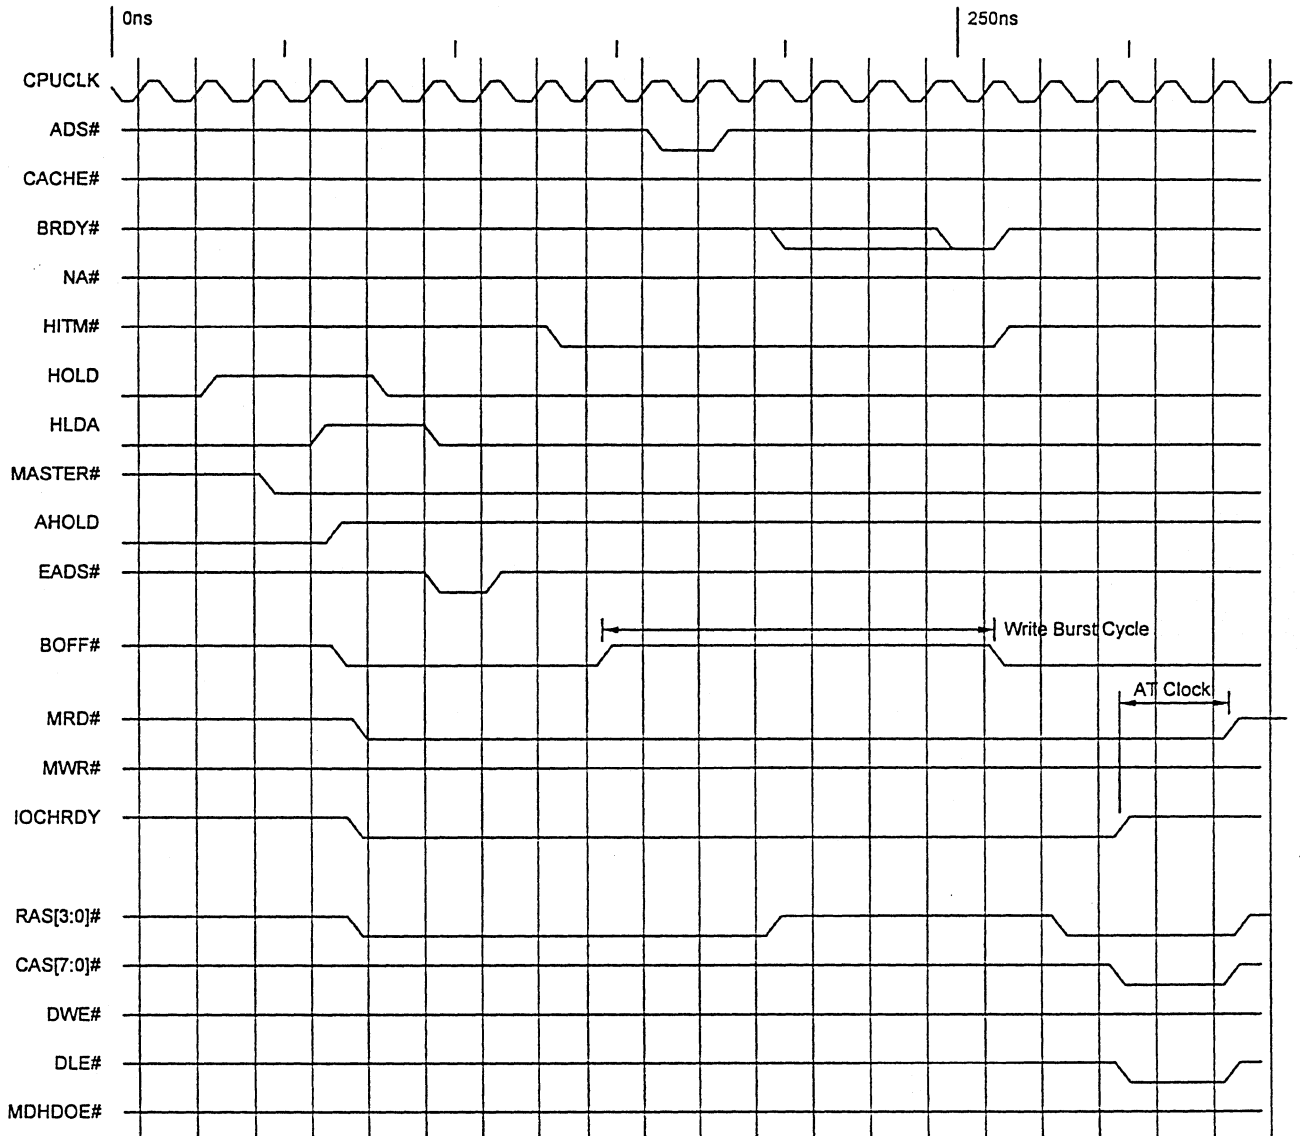 0ns 250ns
CPUCLK
ADS#
CACHE#
BRDY#
NA#
HITM#
HOLD
HLDA
MASTER#
AHOLD
EADS#
Write Burst Cycle
BOFF#
AT Clock
MRD#
MWR#
IOCHRDY
RAS[3:0]#
CAS[7:0]#
DWE#
DLE#
MDHDOE#